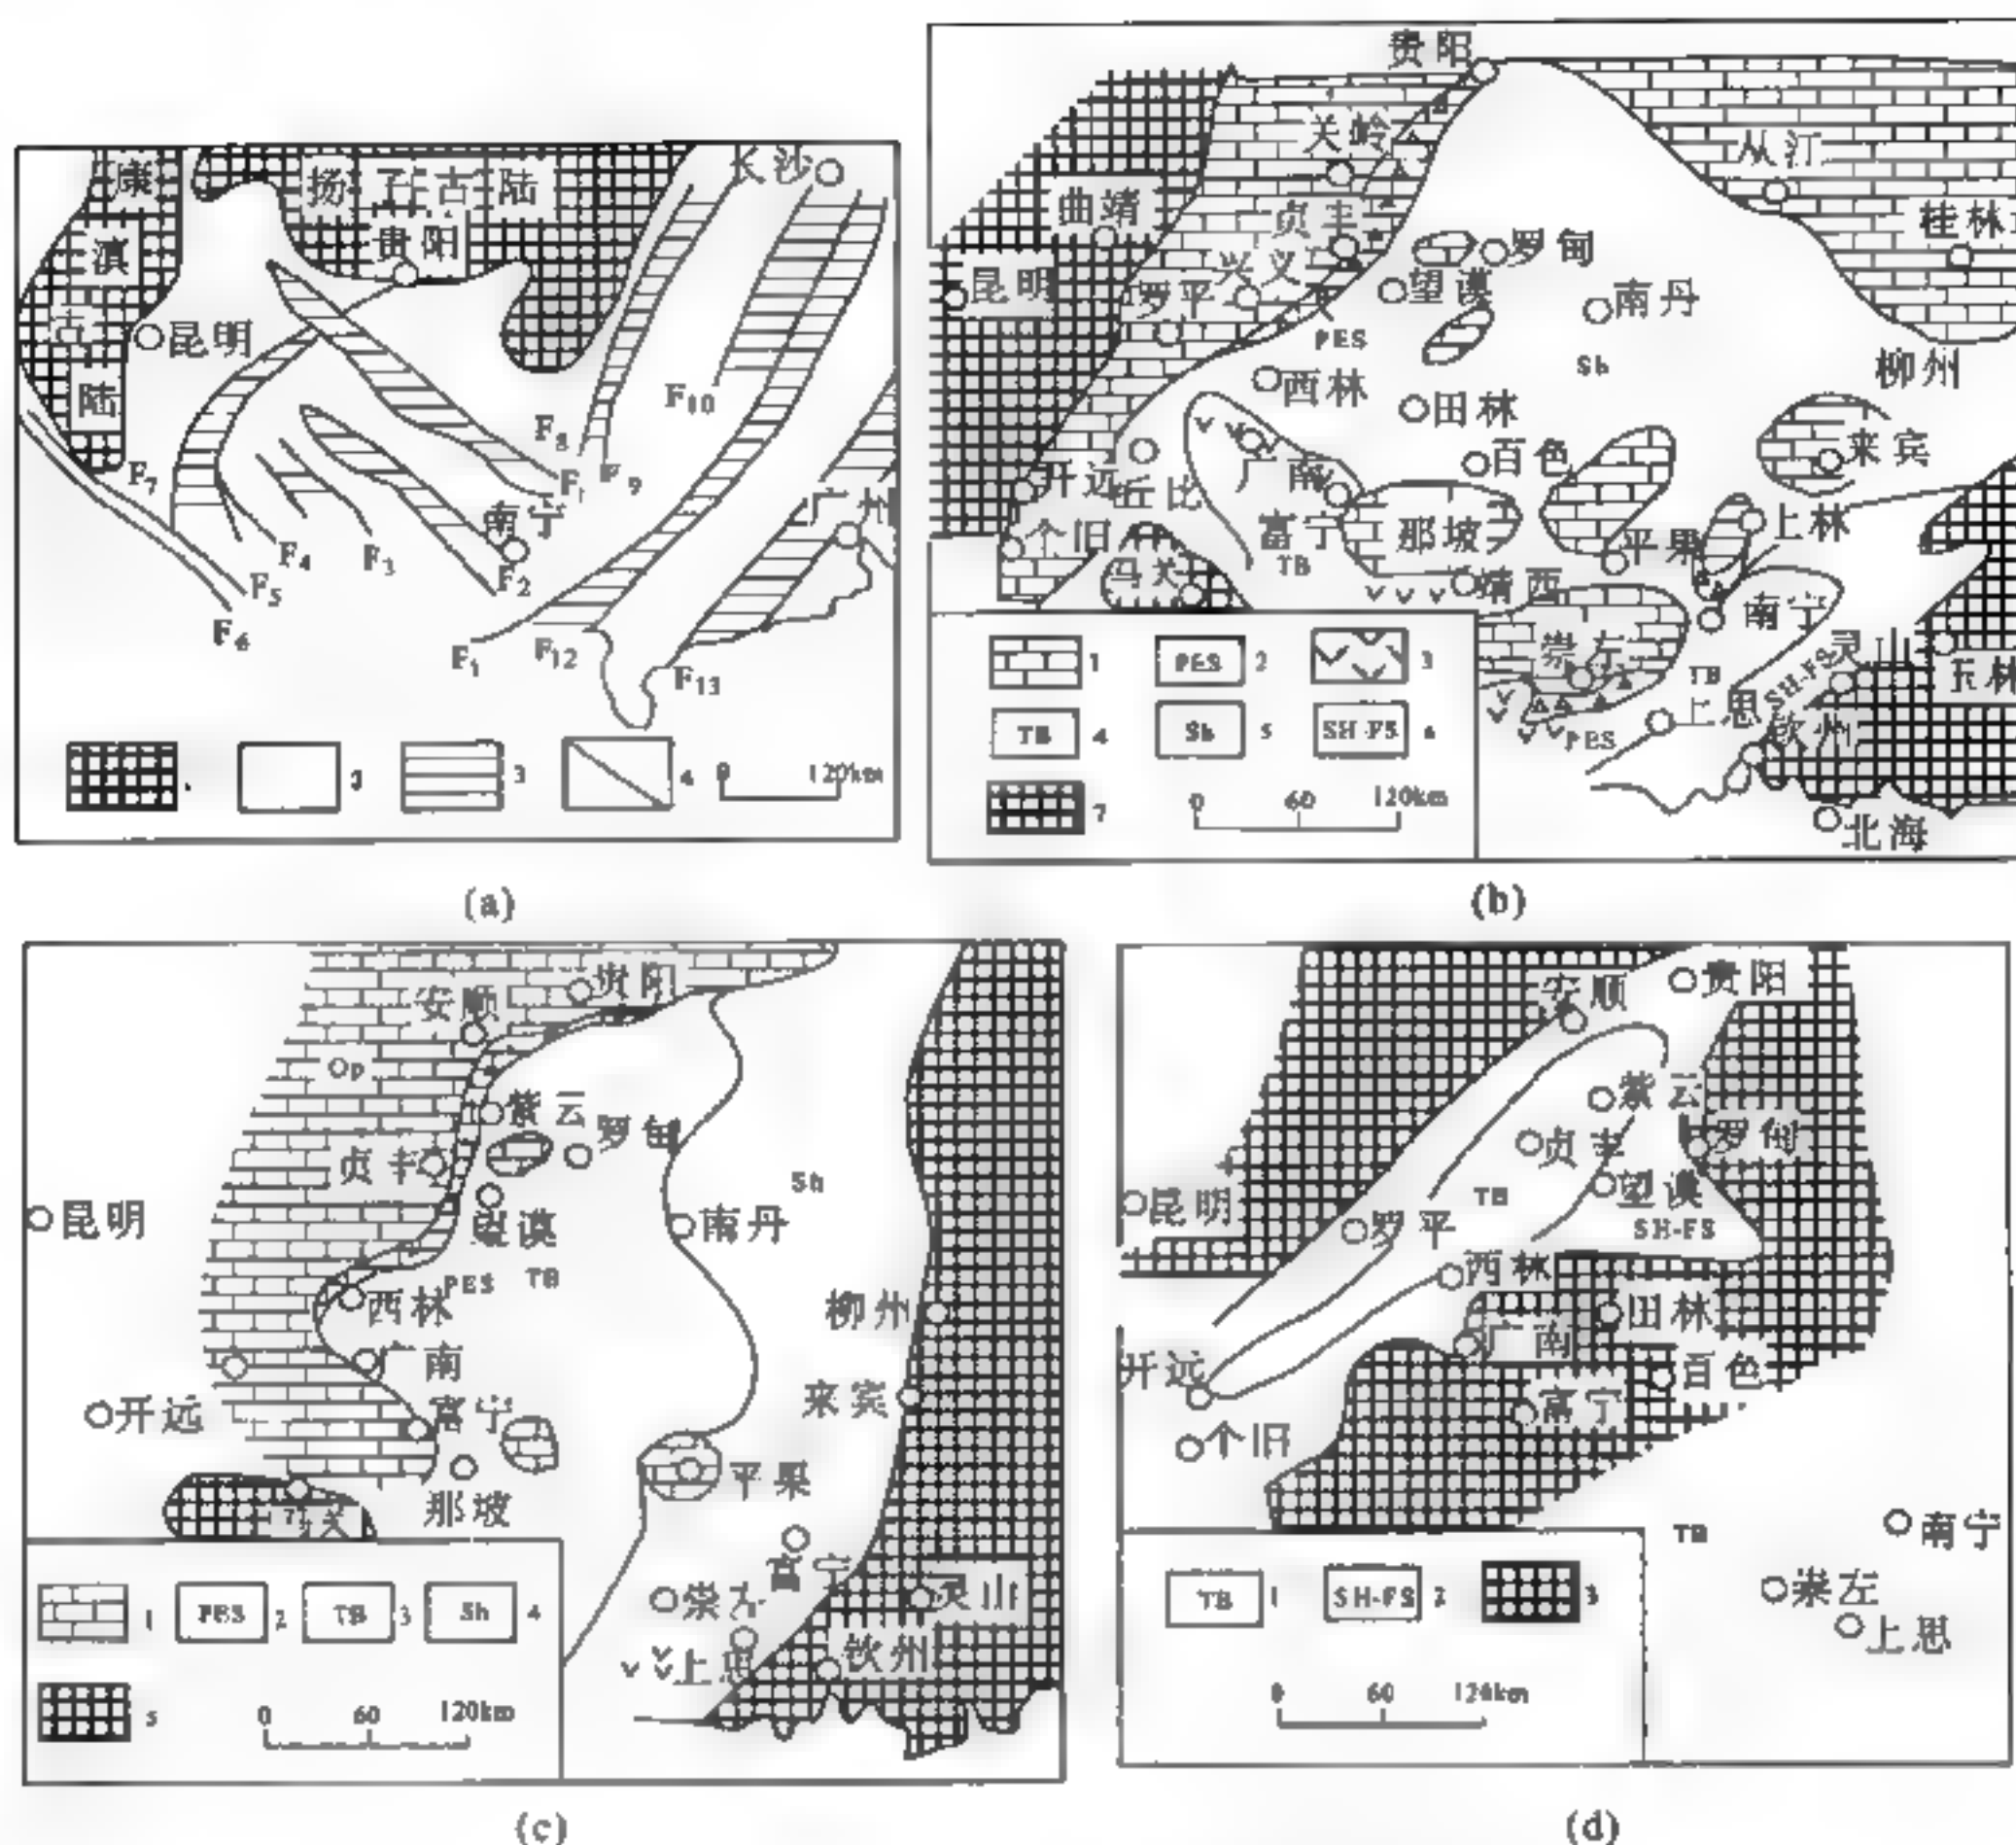 康
滇
古
陆
扬子古陆
贵阳
长沙
昆明
南宁
广州
F7
F6
F5
F4
F3
F2
F8
F9
F10
F12
F13
2
3
4
0 120km
(a)
贵阳
关岭
从江
曲靖
贞丰
桂林
昆明
兴义
罗平
罗甸
望谟
南丹
PES
Sb
柳州
西林
田林
百色
来宾
开远
丘北
广南
个旧
富宁
那坡
平果
上林
马关
TB
靖西
南宁
崇左
灵山
TB
SH-FS
玉林
上思
钦州
PES
北海
1
PES 2
3
TB 4
Sb 5
SH-FS 6
7
0 60 120km
(b)
贵阳
安顺
紫云
罗甸
贞丰
Sh
昆明
望谟
南丹
PES
TB
西林
柳州
广南
来宾
开远
富宁
平果
那坡
崇左
灵山
上思
钦州
1
PES 2
TB 3
Sh 4
5
0 60 120km
(c)
安顺
贵阳
紫云
贞丰
罗甸
昆明
望谟
TB
罗平
SH-FS
西林
田林
广南
开远
百色
富宁
个旧
TB
南宁
崇左
上思
TB 1
SH-FS 2
3
0 60 120km
(d)